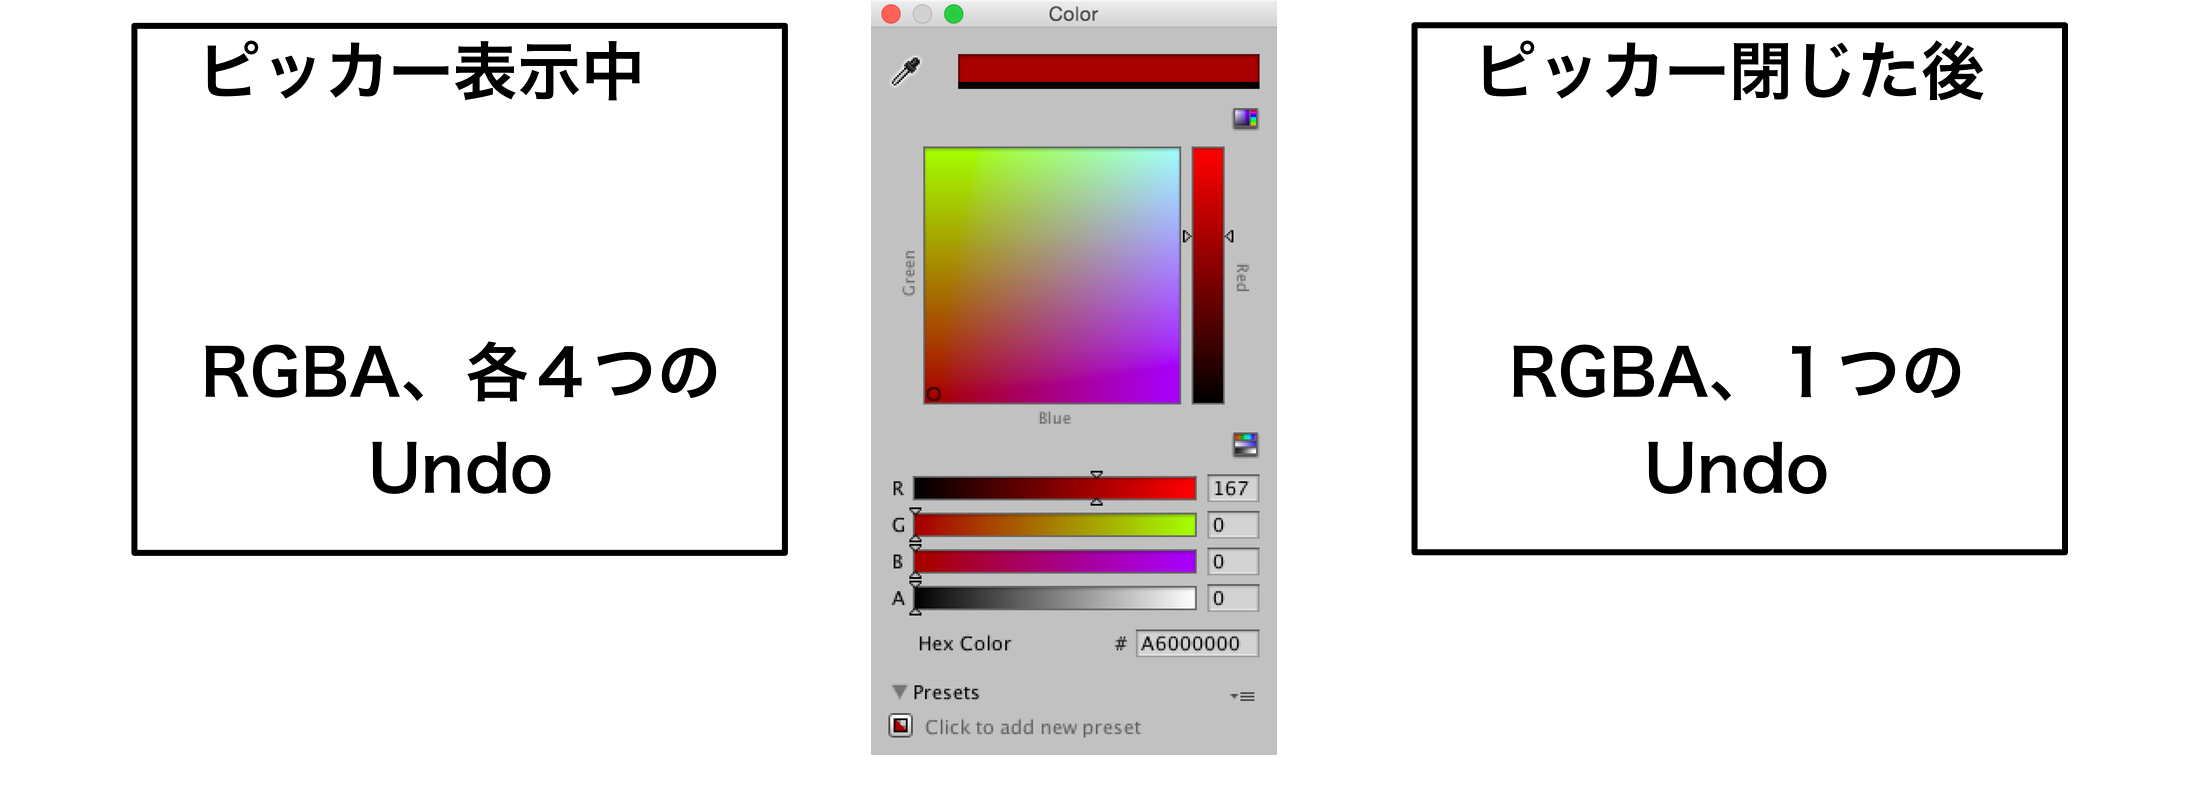 ピッカー表示中
RGBA、各４つの
Undo
Color
Green
Red
Blue
R 167
G 0
B 0
A 0
Hex Color # A6000000
Presets
Click to add new preset
ピッカー閉じた後
RGBA、１つの
Undo